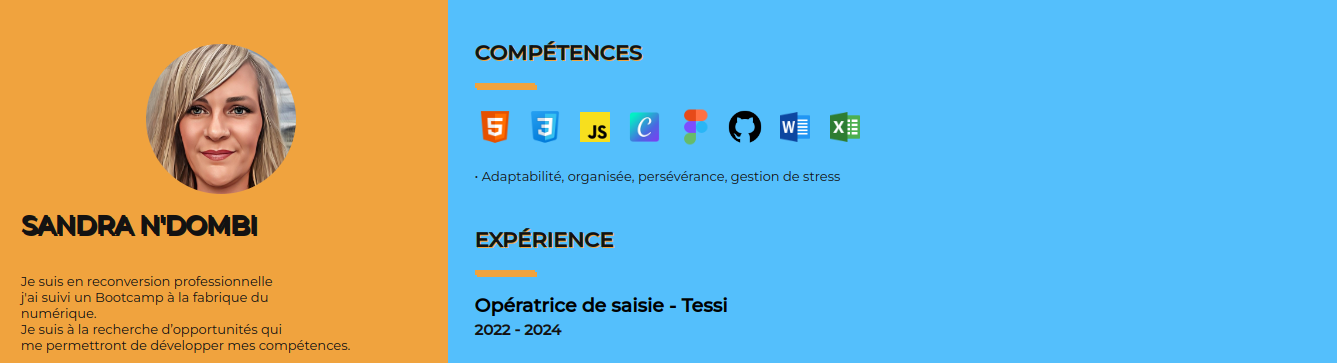 SANDRA N'DOMBI
Je suis en reconversion professionnelle
j'ai suivi un Bootcamp à la fabrique du
numérique.
Je suis à la recherche d’opportunités qui
me permettront de développer mes compétences.
COMPÉTENCES
5 3 JS C W X
• Adaptabilité, organisée, persévérance, gestion de stress
EXPÉRIENCE
Opératrice de saisie - Tessi
2022 - 2024